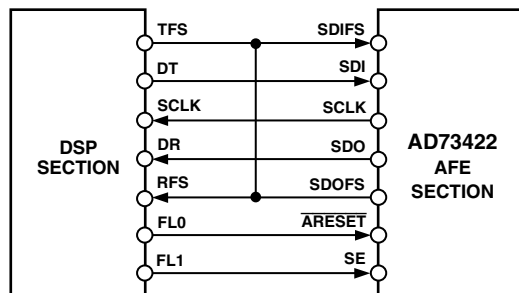 TFS SDIFS
DT SDI
SCLK SCLK
DSP
SECTION
DR SDO
AD73422
AFE
SECTION
RFS SDOFS
FL0 ARESET
FL1 SE